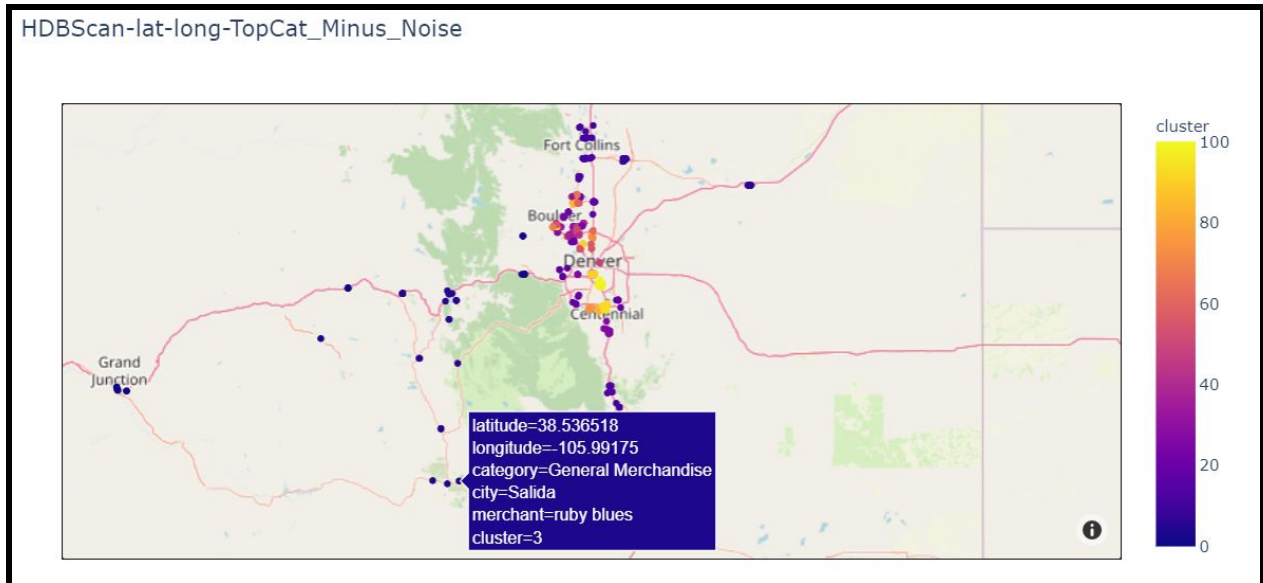 HDBScan-lat-long-TopCat_Minus_Noise
cluster
100
Fort Collins
Boulder
80
Denver
60
Centennial
Grand
Junction
40
latitude=38.536518
longitude=-105.99175
category=General Merchandise
20
city=Salida
merchant=ruby blues
cluster=3
i
0